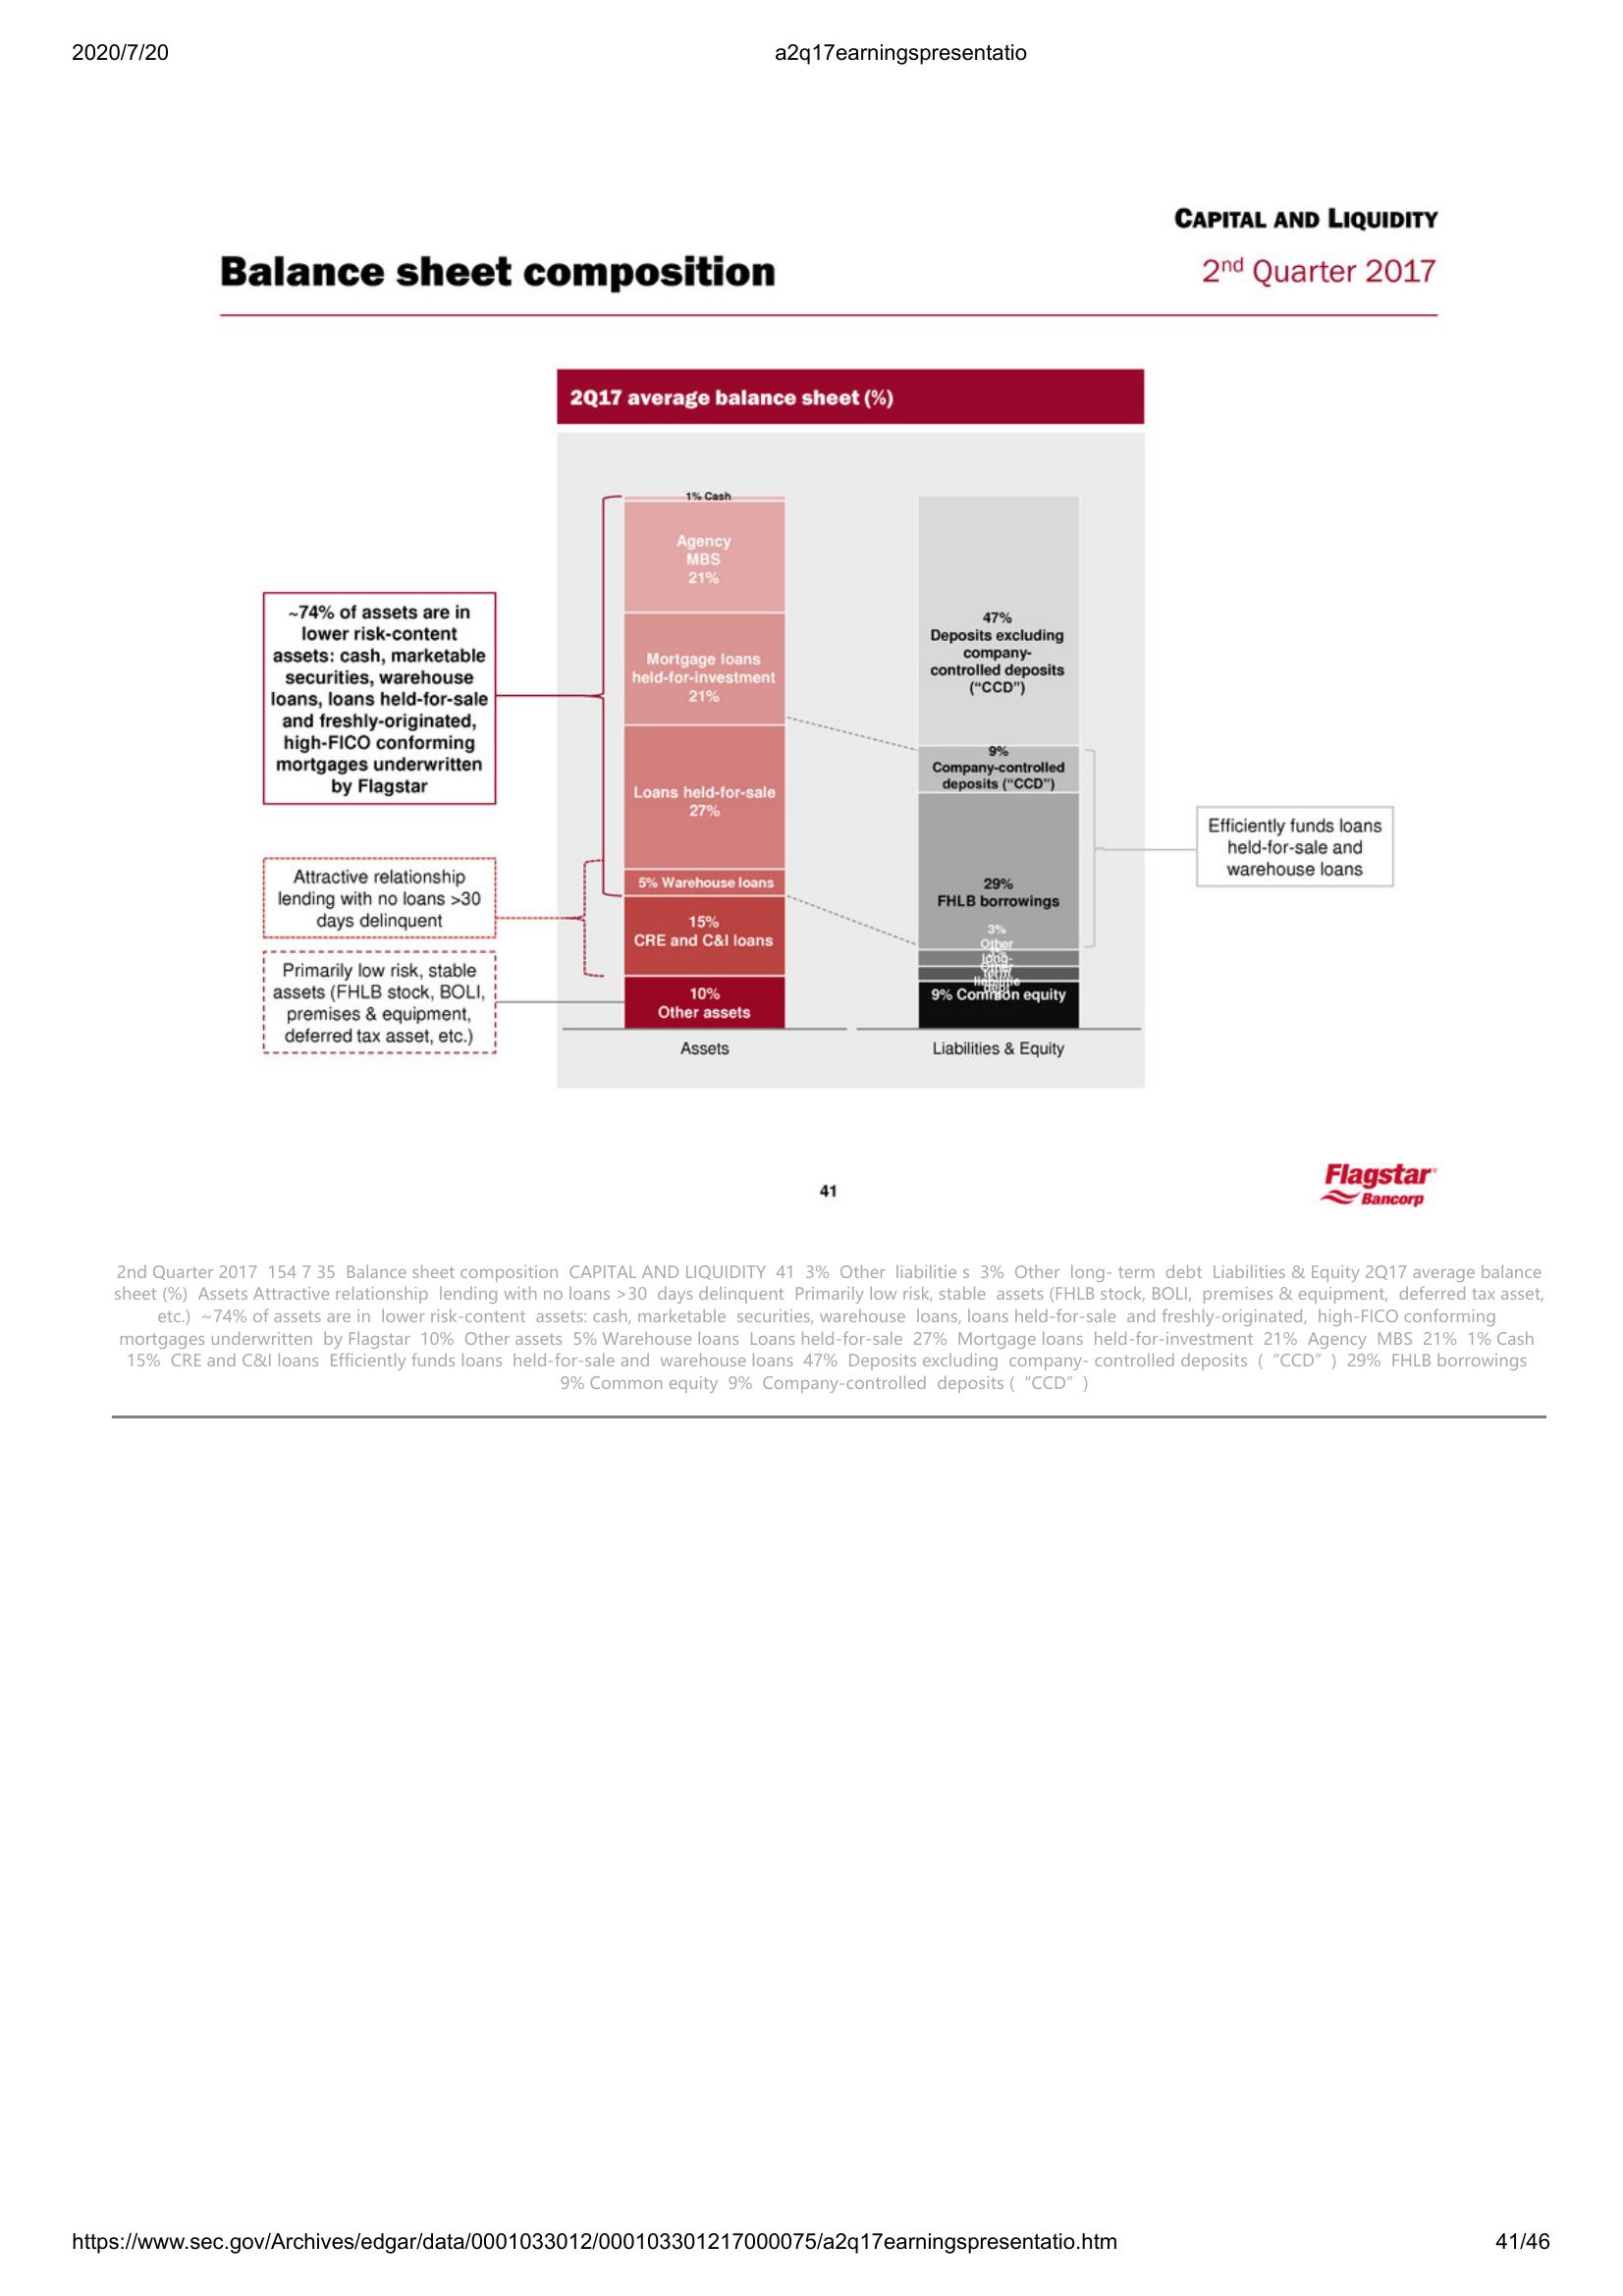 2020/7/20
a2q17earningspresentatio
CAPITAL AND LIQUIDITY
Balance sheet composition
2nd Quarter 2017
2Q17 average balance sheet (%)
~74% of assets are in
lower risk-content
assets: cash, marketable
securities, warehouse
loans, loans held-for-sale
and freshly-originated,
high-FICO conforming
mortgages underwritten
by Flagstar
Attractive relationship
lending with no loans >30
days delinquent
Primarily low risk, stable
assets (FHLB stock, BOLI,
premises & equipment,
deferred tax asset, etc.)
1% Cash
Agency
MBS
21%
Mortgage loans
held-for-investment
21%
Loans held-for-sale
27%
5% Warehouse loans
15%
CRE and C&I loans
10%
Other assets
Assets
47%
Deposits excluding
company-
controlled deposits
(“CCD”)
9%
Company-controlled
deposits (“CCD”)
29%
FHLB borrowings
3%
Other
long-
term
debt
Other
liabilitie
9% Common equity
Liabilities & Equity
Efficiently funds loans
held-for-sale and
warehouse loans
41
Flagstar
Bancorp
2nd Quarter 2017 154 7 35 Balance sheet composition CAPITAL AND LIQUIDITY 41 3% Other liabilitie s 3% Other long- term debt Liabilities & Equity 2Q17 average balance
sheet (%) Assets Attractive relationship lending with no loans >30 days delinquent Primarily low risk, stable assets (FHLB stock, BOLI, premises & equipment, deferred tax asset,
etc.) ~74% of assets are in lower risk-content assets: cash, marketable securities, warehouse loans, loans held-for-sale and freshly-originated, high-FICO conforming
mortgages underwritten by Flagstar 10% Other assets 5% Warehouse loans Loans held-for-sale 27% Mortgage loans held-for-investment 21% Agency MBS 21% 1% Cash
15% CRE and C&I loans Efficiently funds loans held-for-sale and warehouse loans 47% Deposits excluding company- controlled deposits ( “CCD” ) 29% FHLB borrowings
9% Common equity 9% Company-controlled deposits ( “CCD” )
https://www.sec.gov/Archives/edgar/data/0001033012/000103301217000075/a2q17earningspresentatio.htm
41/46